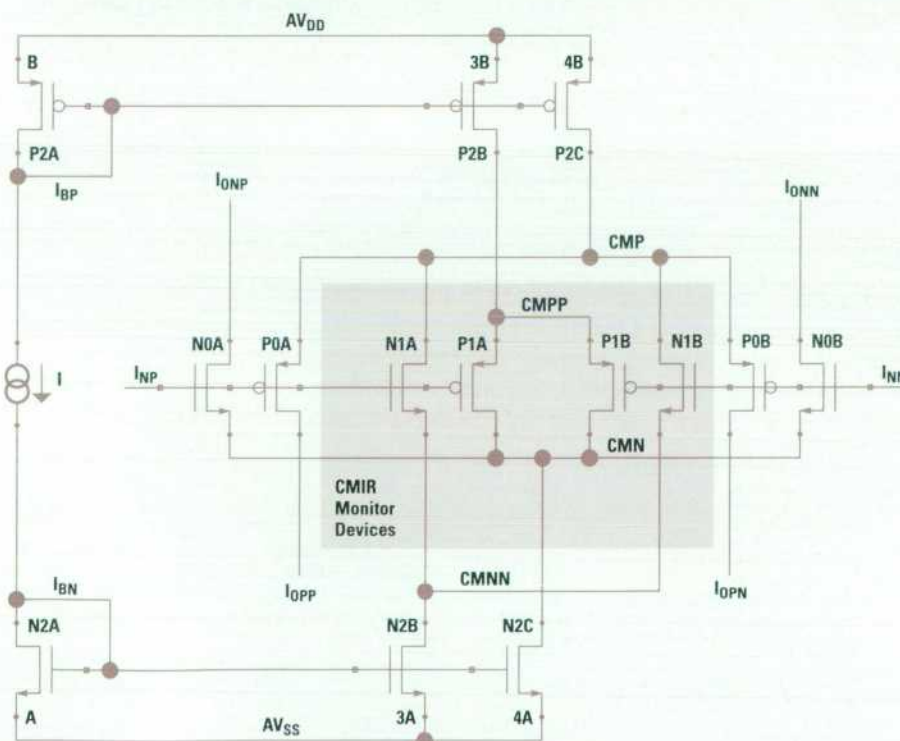 AVDD
B 3B 4B
P2A P2B P2C
IBP
IONP IONN
CMP
CMPP
N0A P0A N1A P1A P1B N1B P0B N0B
INP I IN
CMN
CMIR
Monitor
Devices
IBN IOPP CMNN IOPN
N2A N2B N2C
A 3A 4A
AVSS